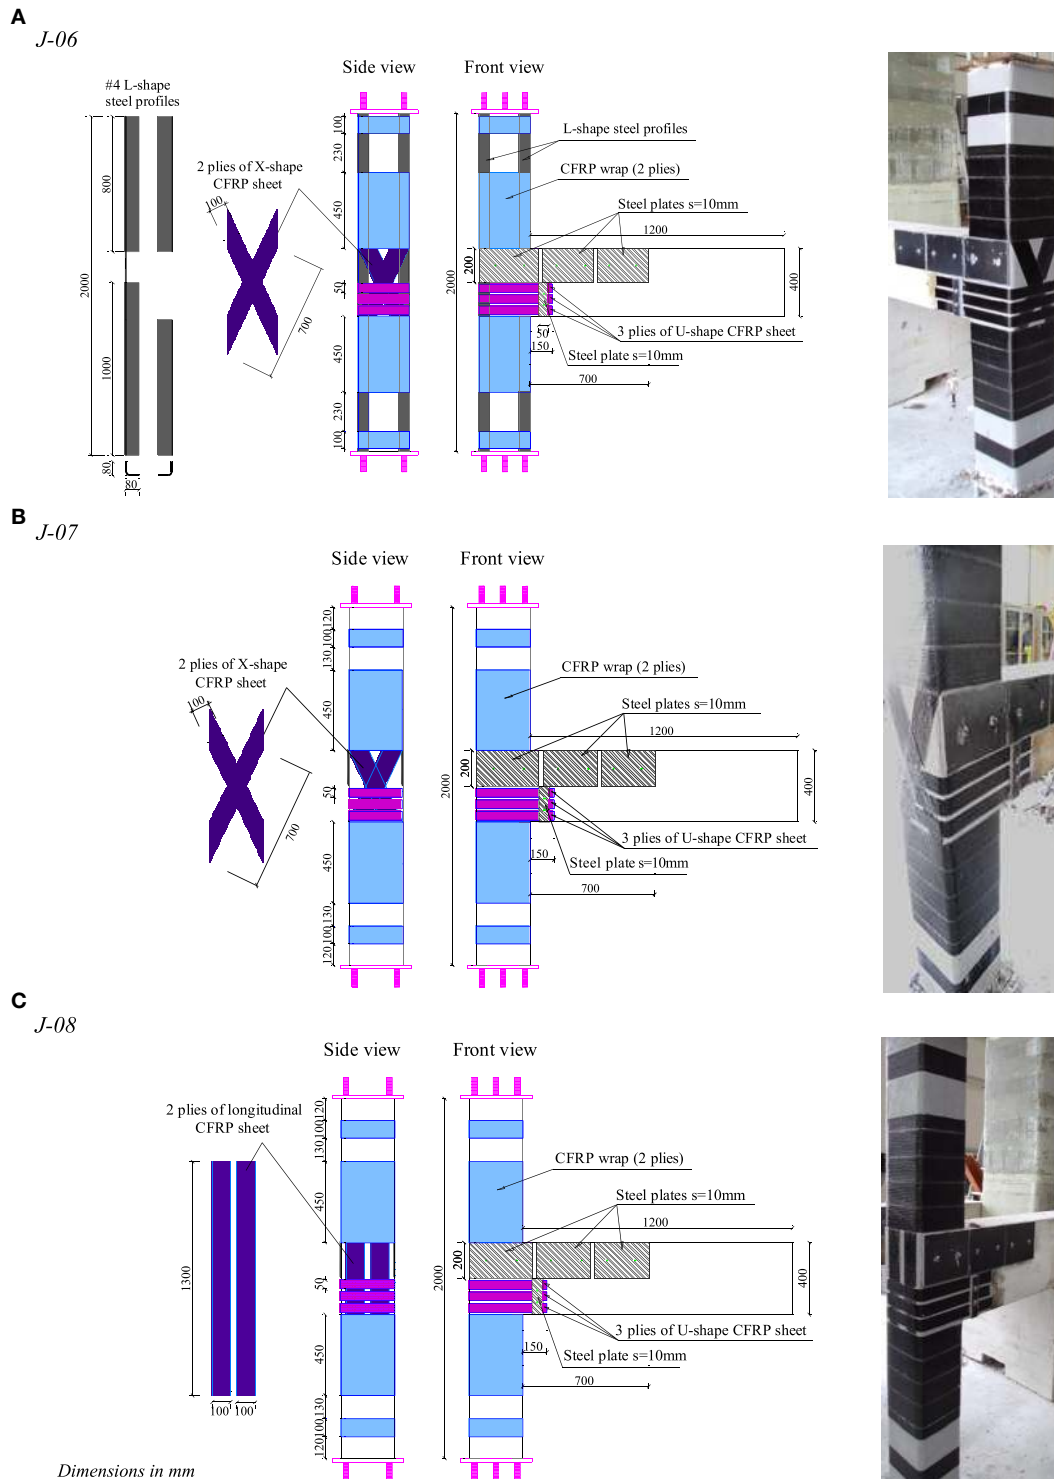 A
J-06
Side view
Front view
#4 L-shape
steel profiles
2 plies of X-shape
CFRP sheet
100
700
2000
800
1000
80
80
100
230
450
200
50
450
230
100
2000
L-shape steel profiles
CFRP wrap (2 plies)
Steel plates s=10mm
1200
400
3 plies of U-shape CFRP sheet
50
150
Steel plate s=10mm
700
B
J-07
Side view
Front view
2 plies of X-shape
CFRP sheet
100
700
120
100
130
450
200
50
450
130
100
120
2000
CFRP wrap (2 plies)
Steel plates s=10mm
1200
400
3 plies of U-shape CFRP sheet
150
Steel plate s=10mm
700
C
J-08
Side view
Front view
2 plies of longitudinal
CFRP sheet
1300
100
100
120
100
130
450
200
50
450
130
100
120
2000
CFRP wrap (2 plies)
Steel plates s=10mm
1200
400
3 plies of U-shape CFRP sheet
150
Steel plate s=10mm
700
Dimensions in mm